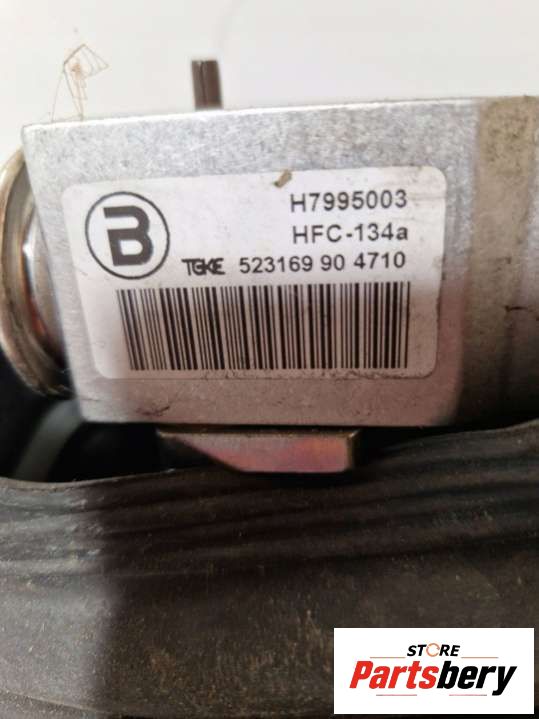 B
H7995003
HFC-134a
TGKE 523169 90 4710
STORE
Partsbery